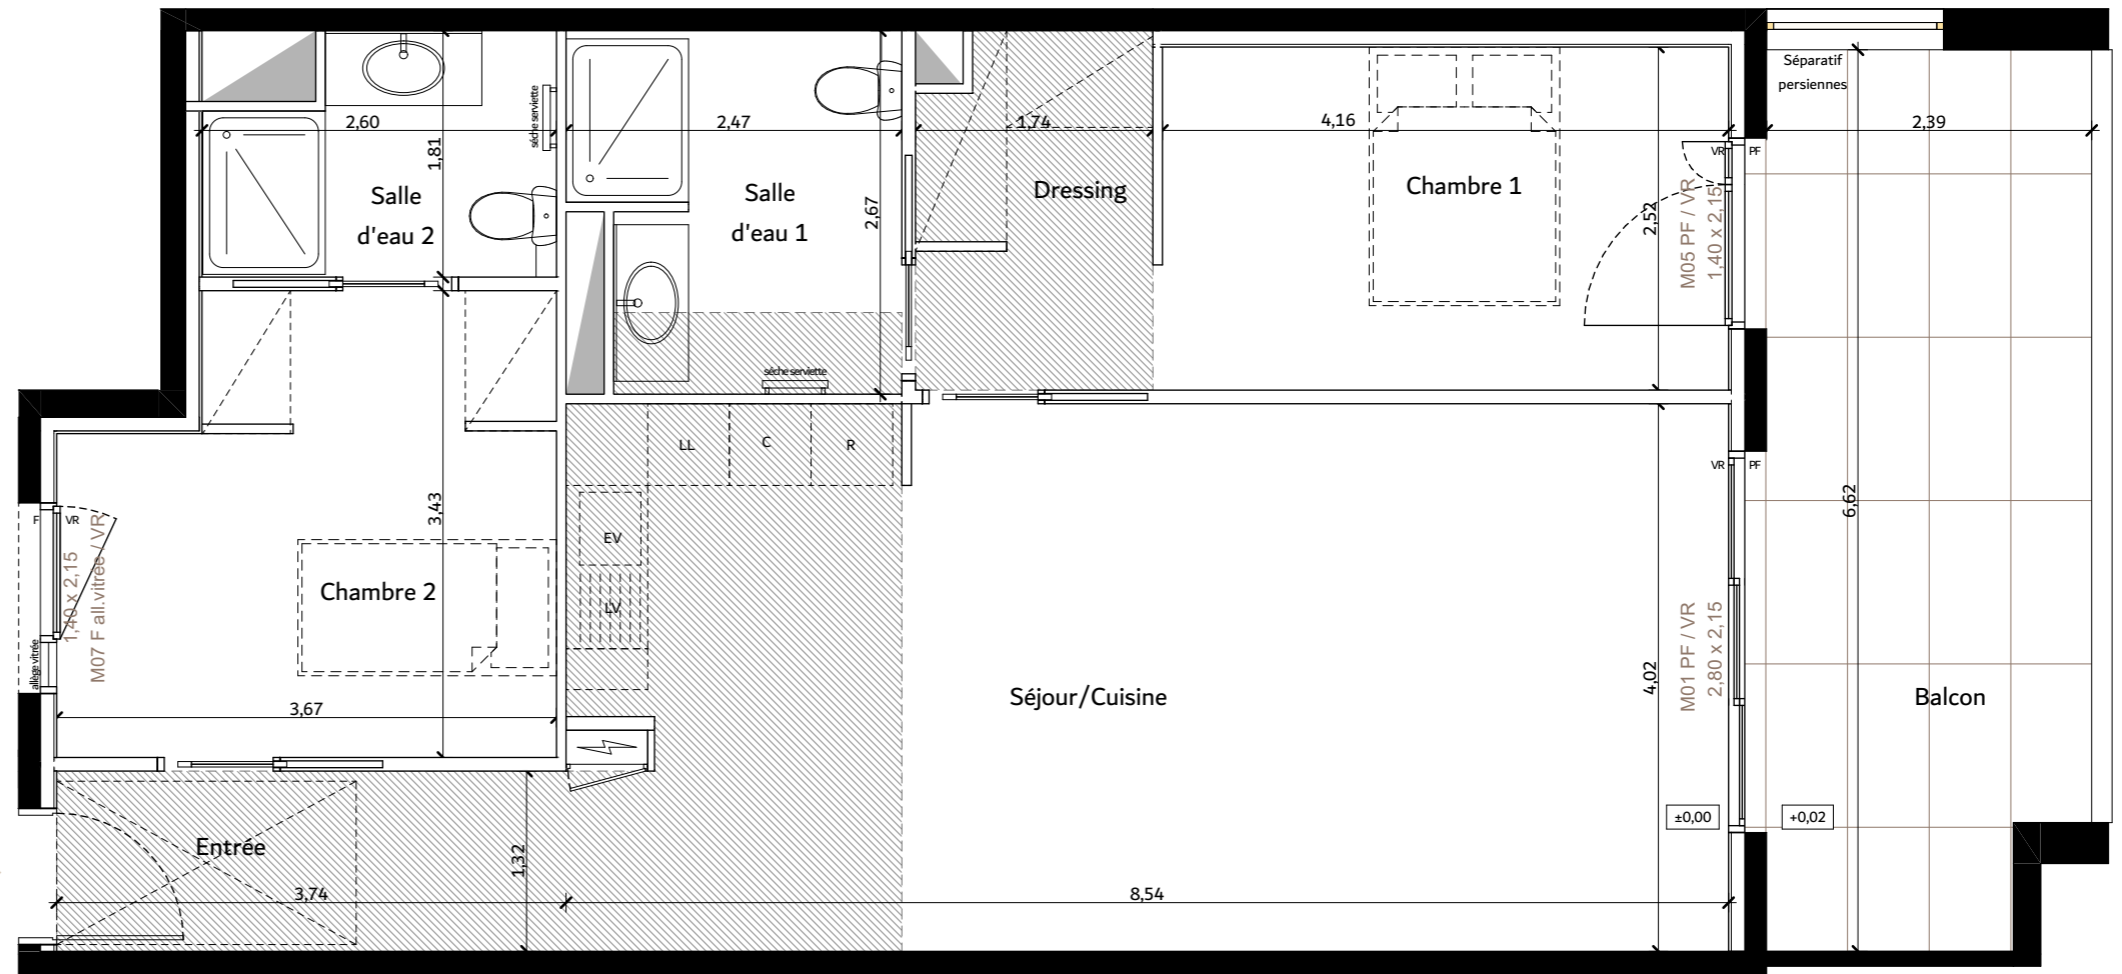 Séparatif
persiennes
2,60
2,47
1,74
4,16
2,39
1,81
séche serviette
VR
PF
Salle
d'eau 2
Salle
d'eau 1
2,67
Dressing
Chambre 1
2,52
M05 PF / VR
1,40 x 2,15
séche serviette
LL
C
R
VR
PF
EV
LV
3,43
F
VR
1,40 x 2,15
M07 F all.vitrée / VR
allège vitrée
Chambre 2
6,62
4,02
M01 PF / VR
2,80 x 2,15
Séjour/Cuisine
Balcon
3,67
±0,00
+0,02
Entrée
1,32
3,74
8,54